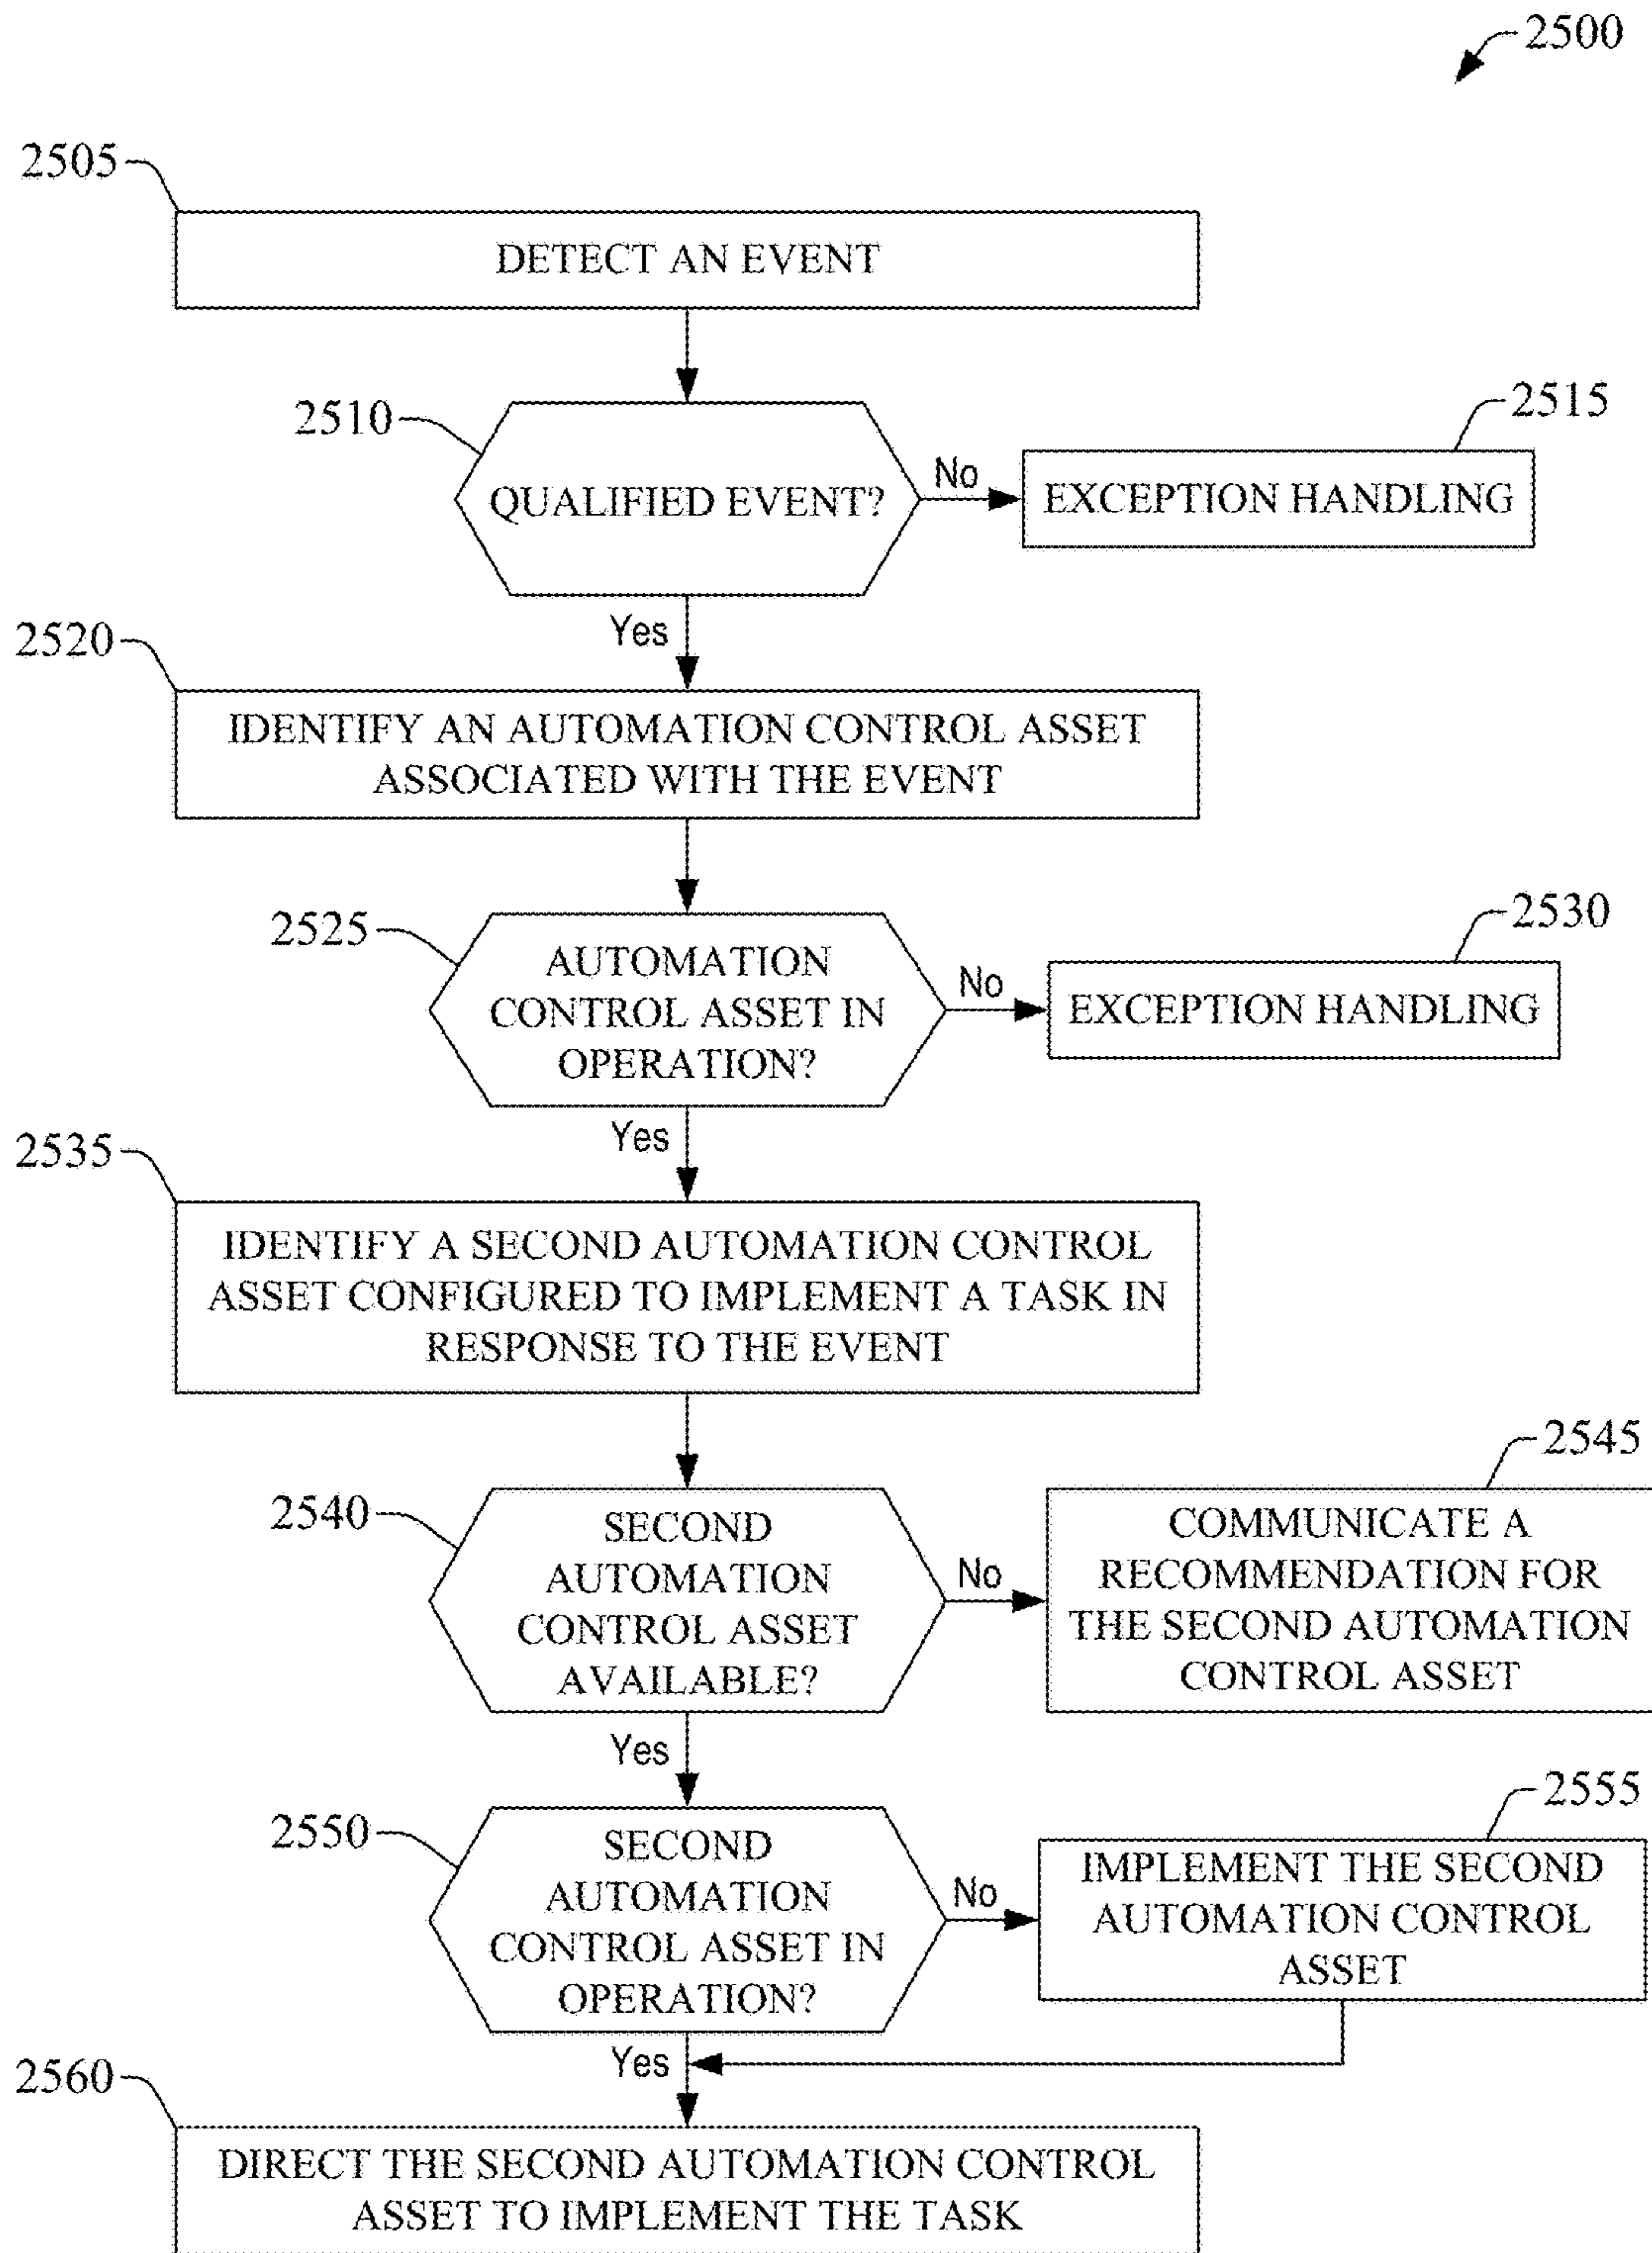 2500
2505
DETECT AN EVENT
2510
QUALIFIED EVENT?
No
2515
EXCEPTION HANDLING
Yes
2520
IDENTIFY AN AUTOMATION CONTROL ASSET
ASSOCIATED WITH THE EVENT
2525
AUTOMATION
CONTROL ASSET IN
OPERATION?
No
2530
EXCEPTION HANDLING
Yes
2535
IDENTIFY A SECOND AUTOMATION CONTROL
ASSET CONFIGURED TO IMPLEMENT A TASK IN
RESPONSE TO THE EVENT
2540
SECOND
AUTOMATION
CONTROL ASSET
AVAILABLE?
No
2545
COMMUNICATE A
RECOMMENDATION FOR
THE SECOND AUTOMATION
CONTROL ASSET
Yes
2550
SECOND
AUTOMATION
CONTROL ASSET IN
OPERATION?
No
2555
IMPLEMENT THE SECOND
AUTOMATION CONTROL
ASSET
Yes
2560
DIRECT THE SECOND AUTOMATION CONTROL
ASSET TO IMPLEMENT THE TASK